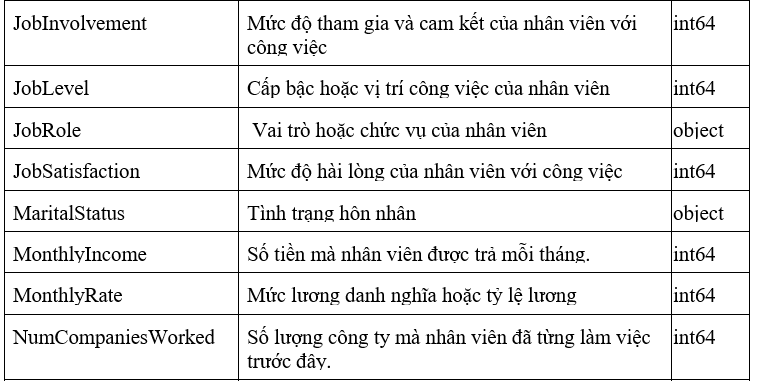 JobInvolvement Mức độ tham gia và cam kết của nhân viên với int64
công việc
JobLevel Cấp bậc hoặc vị trí công việc của nhân viên int64
JobRole Vai trò hoặc chức vụ của nhân viên object
JobSatisfaction Mức độ hài lòng của nhân viên với công việc int64
MaritalStatus Tình trạng hôn nhân object
MonthlyIncome Số tiền mà nhân viên được trả mỗi tháng. int64
MonthlyRate Mức lương danh nghĩa hoặc tỷ lệ lương int64
NumCompaniesWorked Số lượng công ty mà nhân viên đã từng làm việc int64
trước đây.